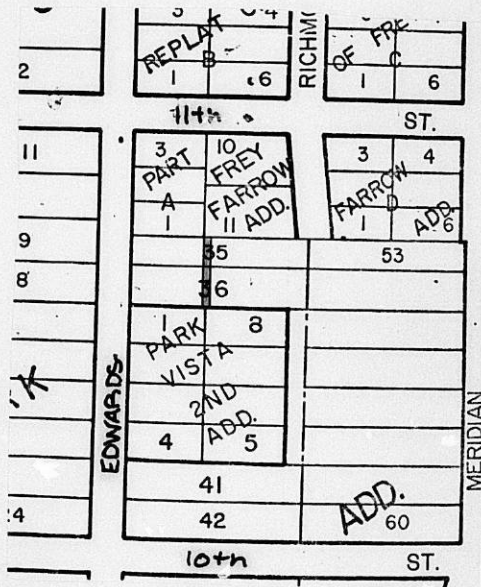 REPLAT
B
1 6
2
RICHMO
OF FRE
C
1 6
11th ST.
11
3 10
PART FREY
FARROW
ADD.
A
1 11
3 4
FARROW
D
ADD.
1 6
9
35
53
8
36
1 8
PARK
VISTA
2ND
ADD.
4 5
EDWARDS
MERIDIAN
41
42
ADD.
60
24
10th ST.